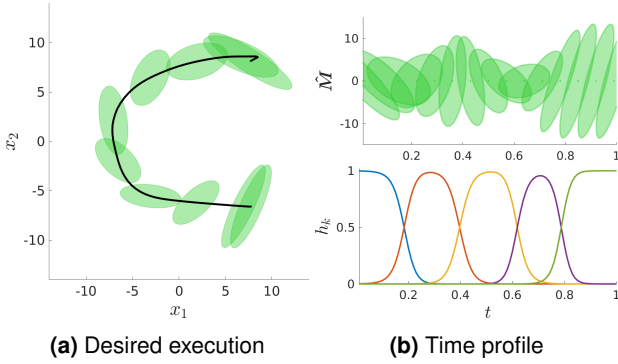 10
5
0
-5
-10
x₂
-10 -5 0 5 10
x₁
10
0
-10
M̂
0.2 0.4 0.6 0.8 1
1
0.5
0
hₖ
0.2 0.4 0.6 0.8 1
t
(a) Desired execution
(b) Time profile